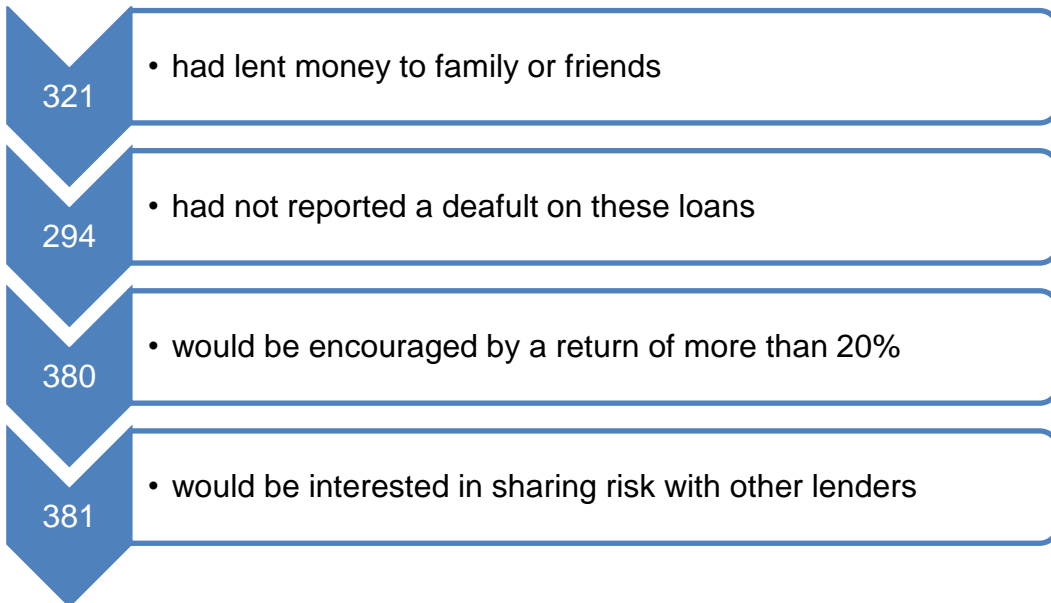 321
• had lent money to family or friends
294
• had not reported a deafult on these loans
380
• would be encouraged by a return of more than 20%
381
• would be interested in sharing risk with other lenders